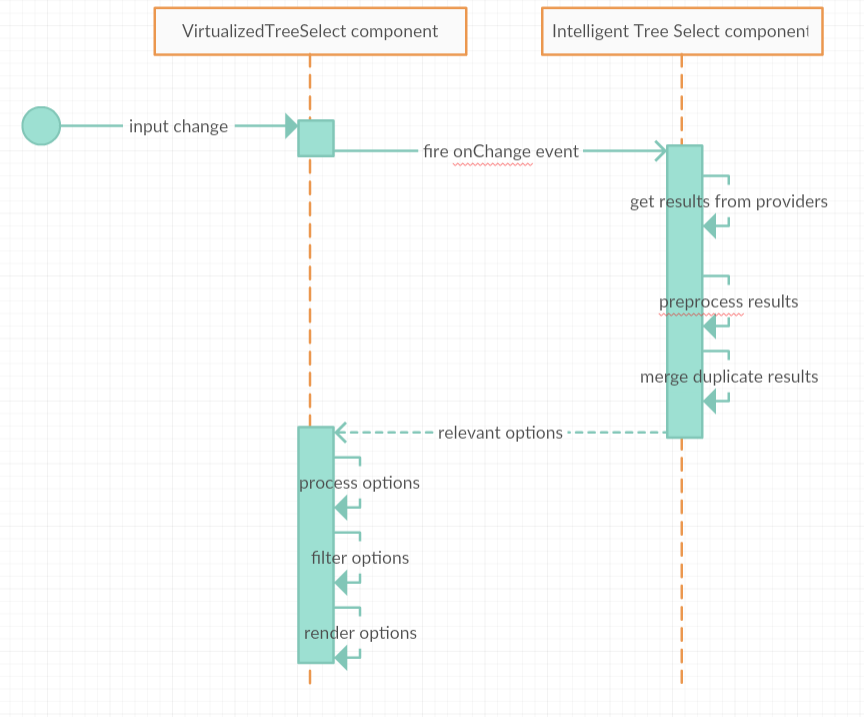 VirtualizedTreeSelect component
Intelligent Tree Select component
input change
fire onChange event
get results from providers
preprocess results
merge duplicate results
relevant options
process options
filter options
render options